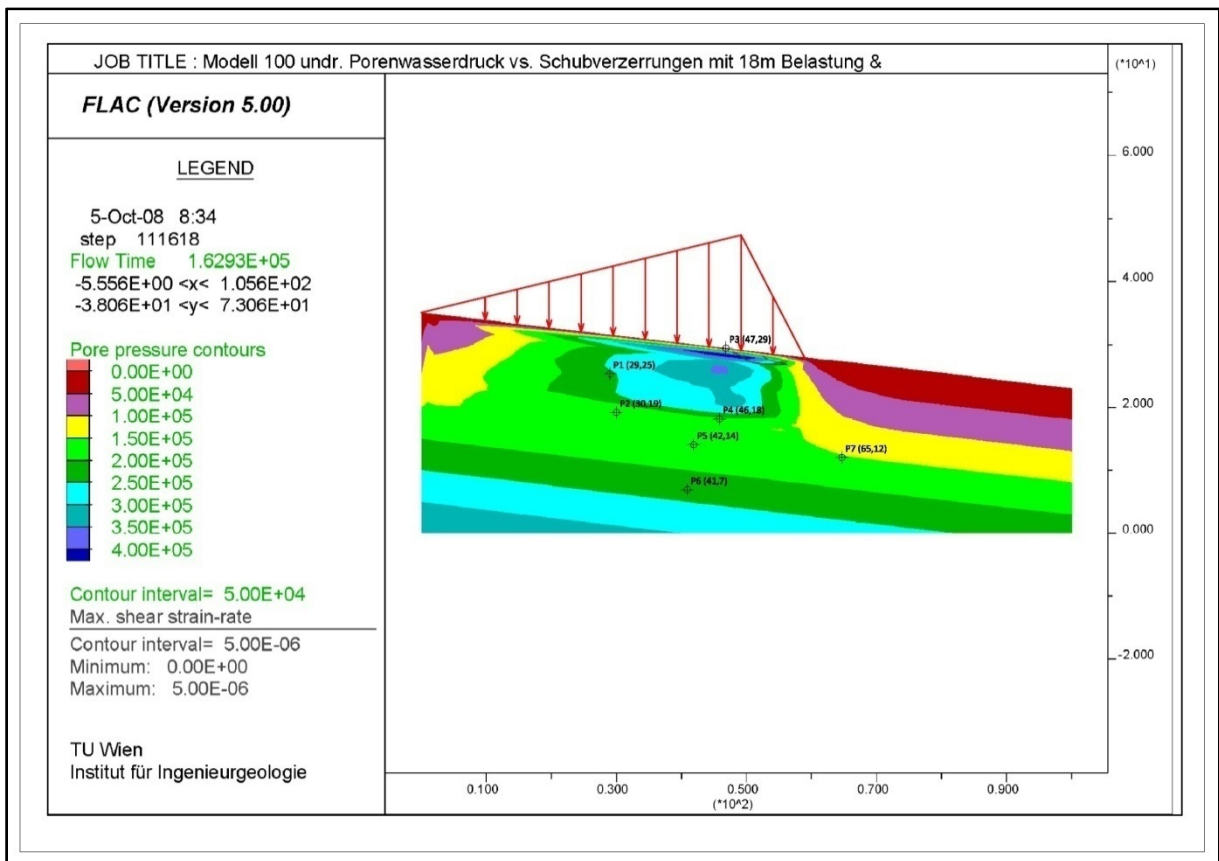 JOB TITLE : Modell 100 undr. Porenwasserdruck vs. Schubverzerrungen mit 18m Belastung &
(*10^1)
FLAC (Version 5.00)
LEGEND
5-Oct-08 8:34
step 111618
Flow Time 1.6293E+05
-5.556E+00 <x< 1.056E+02
-3.806E+01 <y< 7.306E+01
Pore pressure contours
0.00E+00
5.00E+04
1.00E+05
1.50E+05
2.00E+05
2.50E+05
3.00E+05
3.50E+05
4.00E+05
Contour interval= 5.00E+04
Max. shear strain-rate
Contour interval= 5.00E-06
Minimum: 0.00E+00
Maximum: 5.00E-06
TU Wien
Institut für Ingenieurgeologie
P3 (47,29)
P1 (29,25)
P2 (30,19)
P4 (46,18)
P5 (42,14)
P7 (65,12)
P6 (41,7)
6.000
4.000
2.000
0.000
-2.000
0.100 0.300 0.500 0.700 0.900
(*10^2)